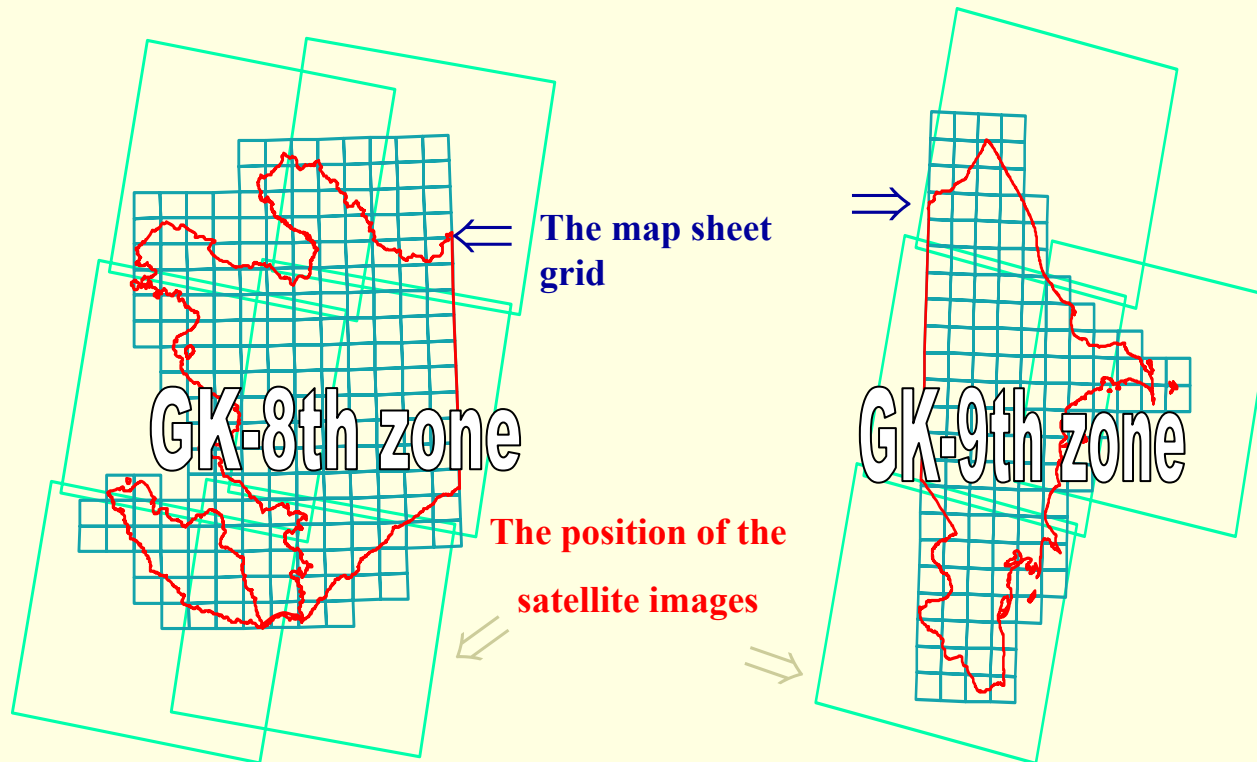 The map sheet
grid
GK-8th zone
GK-9th zone
The position of the
satellite images